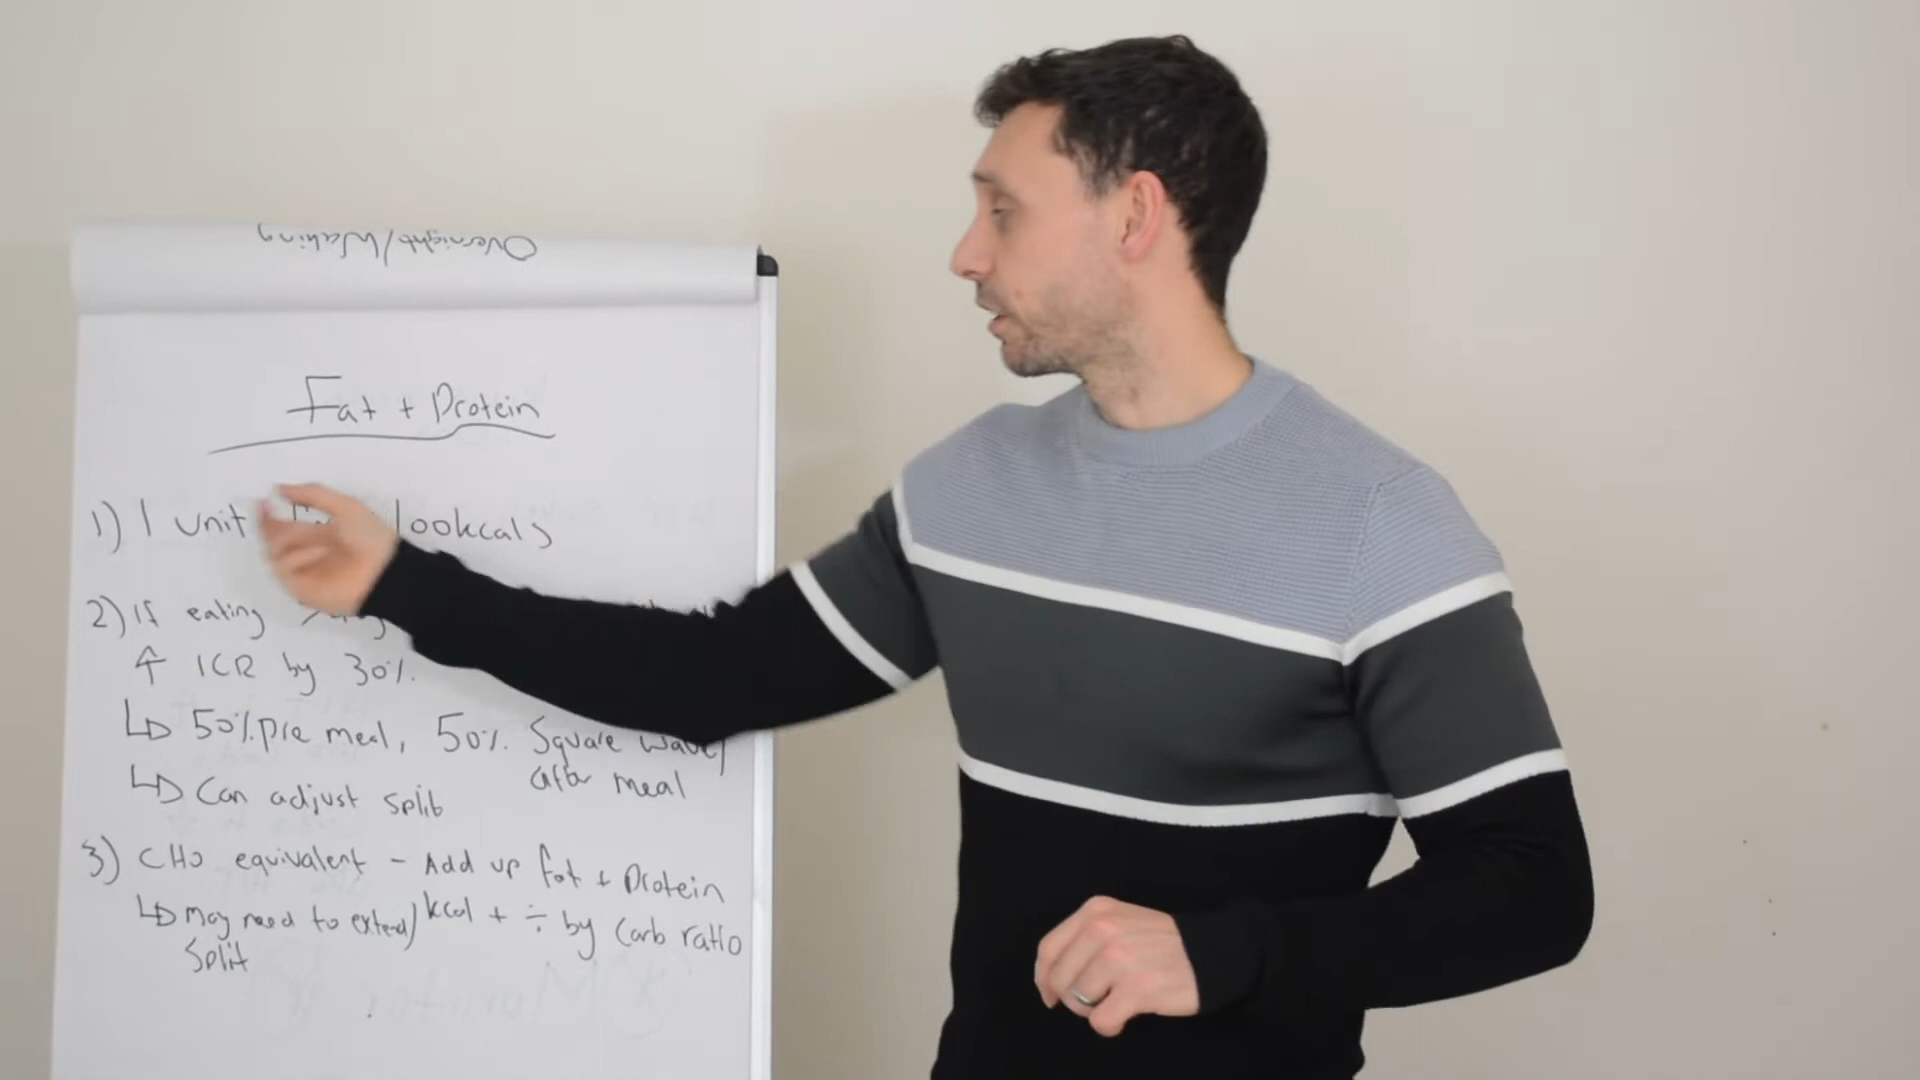 Overnight/Waking
Fat + Protein
1) 1 unit 100kcals
2) If eating
↑ ICR by 30%.
↳ 50% pre meal, 50% Square wave,
after meal
↳ Can adjust split
3) CHO equivalent - Add up fat + Protein
↳ may need to extend/ kcal + ÷ by carb ratio
Split